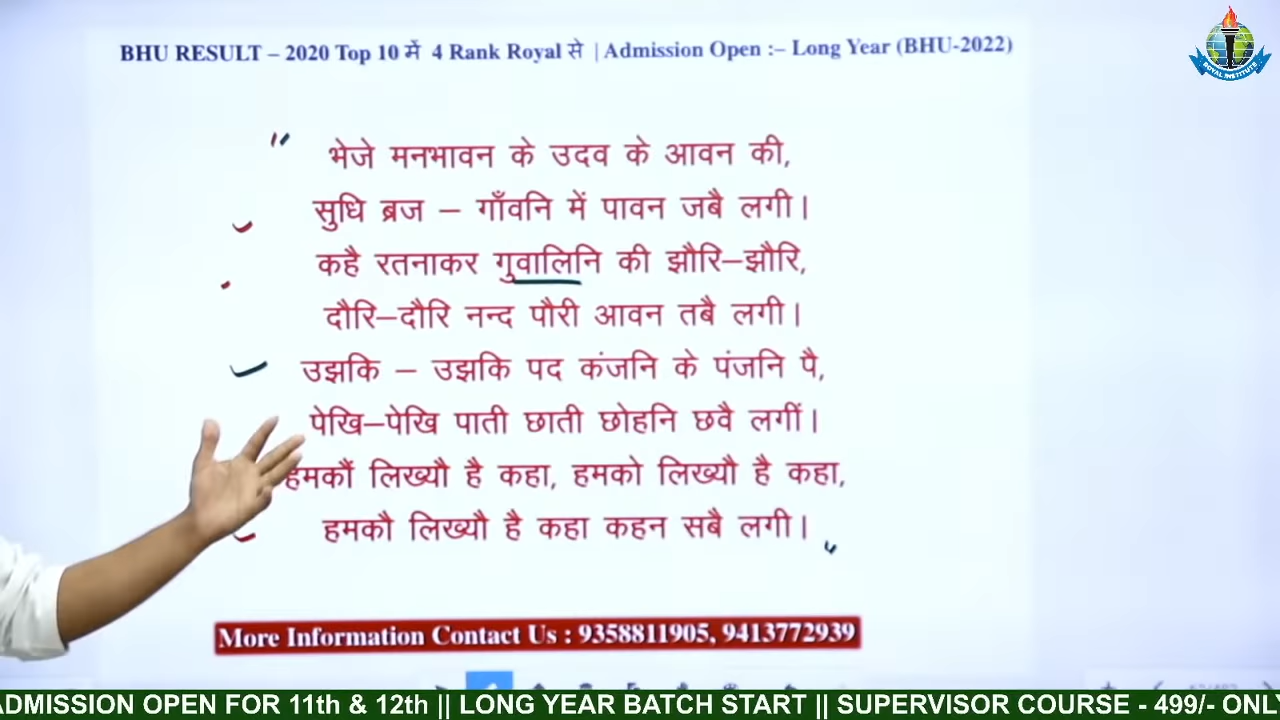 BHU RESULT – 2020 Top 10 में 4 Rank Royal से | Admission Open :– Long Year (BHU-2022)
ROYAL INSTITUTE
" भेजे मनभावन के उदव के आवन की,
सुधि ब्रज – गाँवनि में पावन जबै लगी।
कहै रतनाकर गुवालिनि की झौरि–झौरि,
दौरि–दौरि नन्द पौरी आवन तबै लगी।
उझकि – उझकि पद कंजनि के पंजनि पै,
पेखि–पेखि पाती छाती छोहनि छवै लगीं।
हमकौं लिख्यौ है कहा, हमको लिख्यौ है कहा,
हमकौ लिख्यौ है कहा कहन सबै लगी। "
More Information Contact Us : 9358811905, 9413772939
ADMISSION OPEN FOR 11th & 12th || LONG YEAR BATCH START || SUPERVISOR COURSE - 499/- ONL